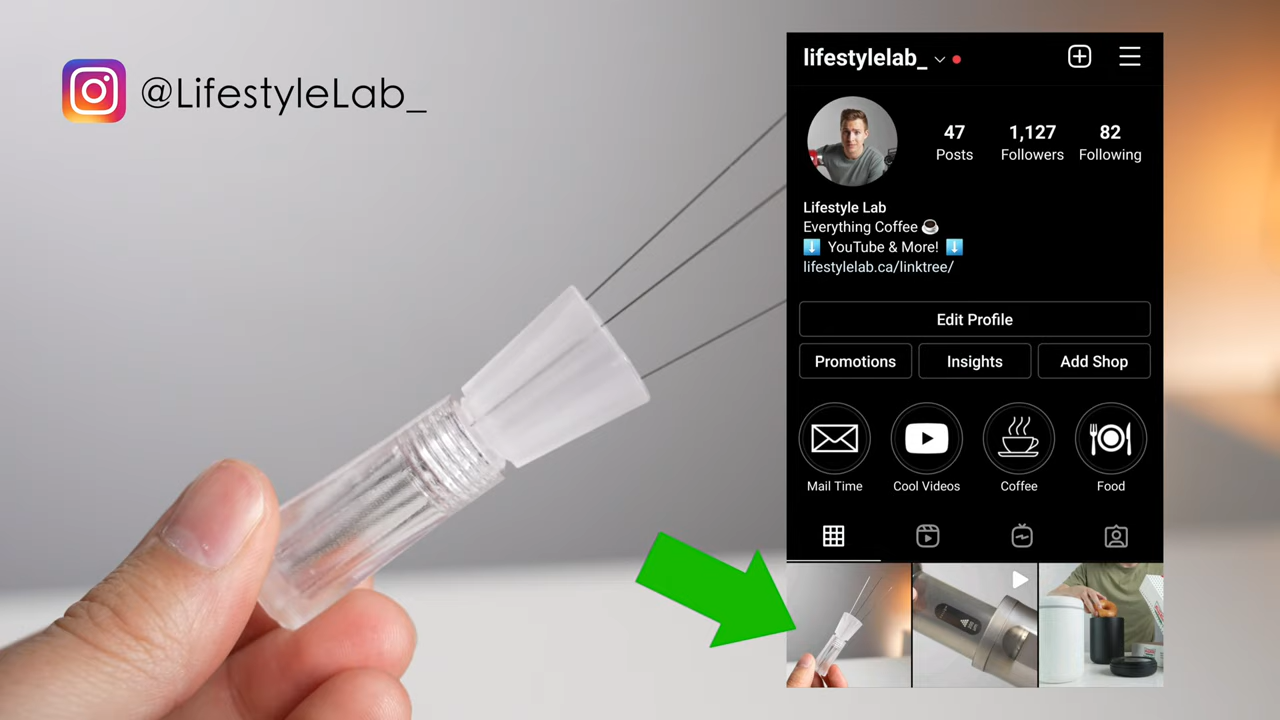 @LifestyleLab_
lifestylelab_
47 1,127 82
Posts Followers Following
Lifestyle Lab
Everything Coffee ☕
⬇️ YouTube & More! ⬇️
lifestylelab.ca/linktree/
Edit Profile
Promotions Insights Add Shop
Mail Time Cool Videos Coffee Food